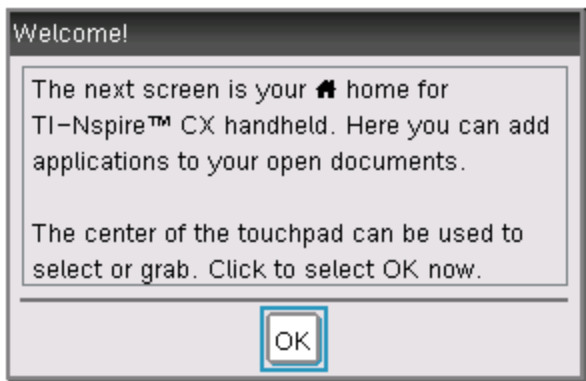 Welcome!
The next screen is your home for
TI-Nspire™ CX handheld. Here you can add
applications to your open documents.
The center of the touchpad can be used to
select or grab. Click to select OK now.
OK